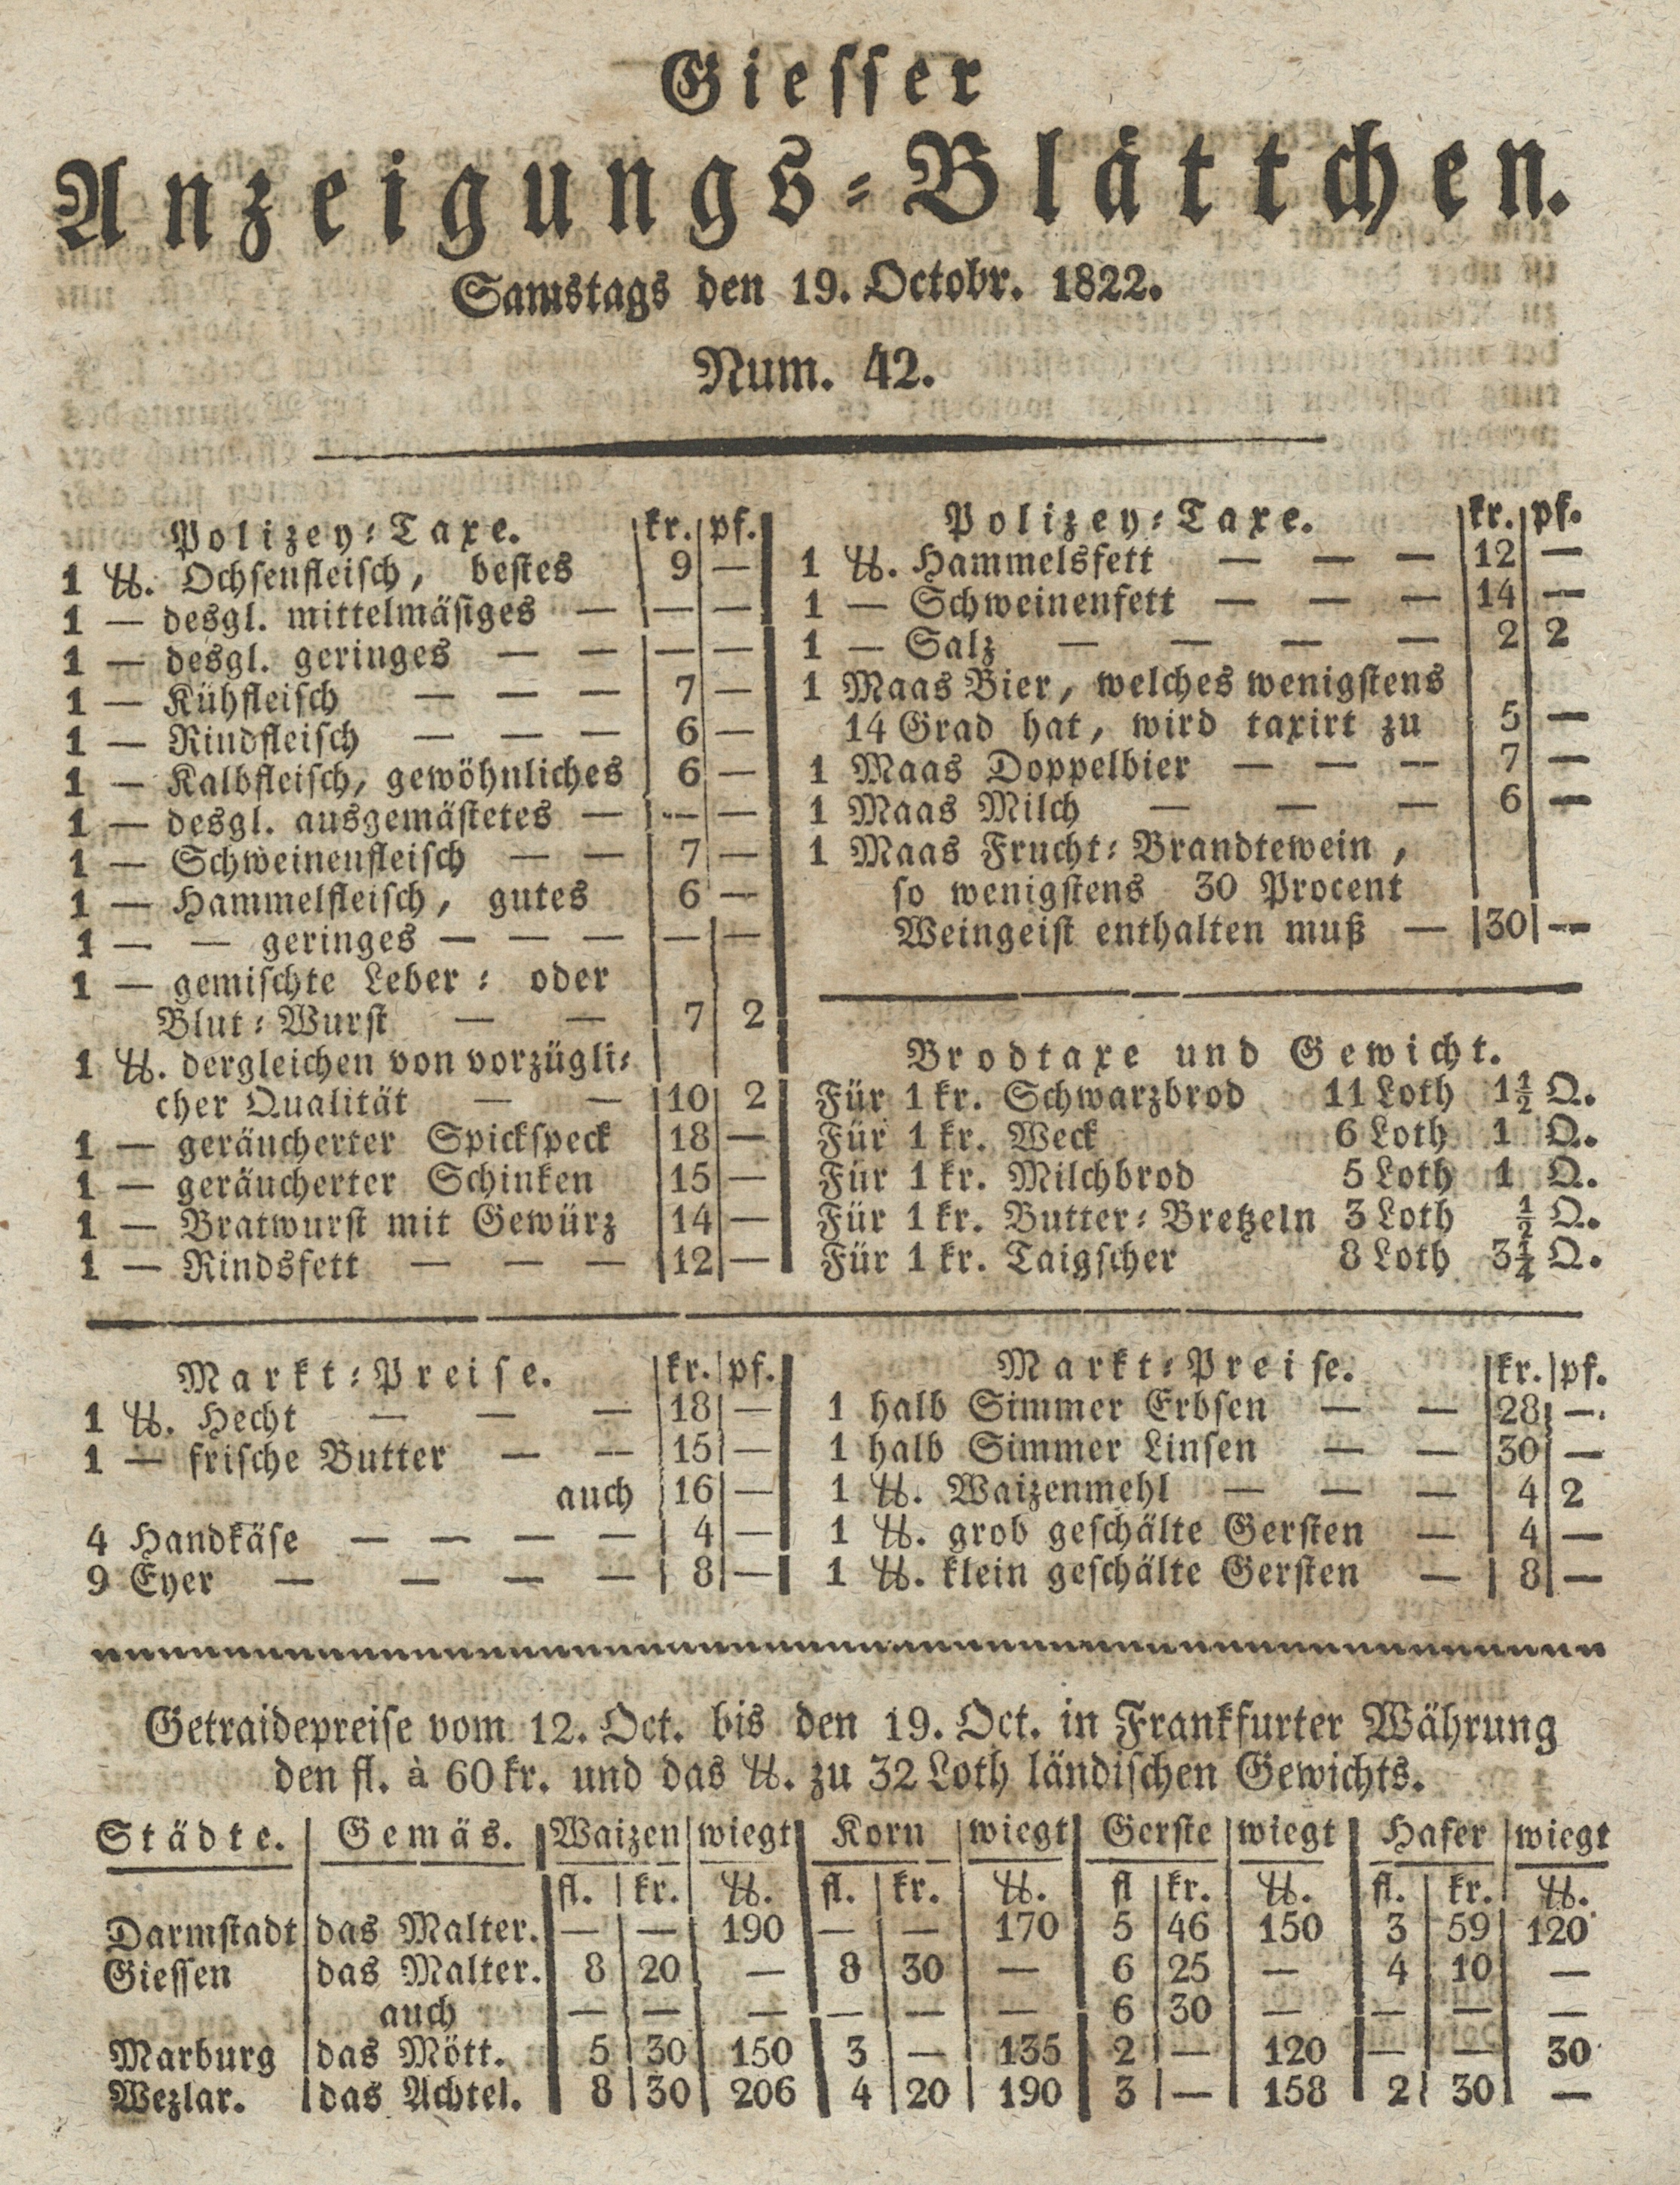 Giesser
Anzeigungs-Blättchen.
Samstags den 19. Octobr. 1822.
Num. 42.
Polizey-Taxe. kr. pf.
1 ℔. Ochsenfleisch, bestes 9 —
1 — desgl. mittelmäsiges — — —
1 — desgl. geringes — — — —
1 — Kühfleisch — — — 7 —
1 — Rindfleisch — — — 6 —
1 — Kalbfleisch, gewöhnliches 6 —
1 — desgl. ausgemästetes — — —
1 — Schweinenfleisch — — 7 —
1 — Hammelfleisch, gutes 6 —
1 — — geringes — — — — —
1 — gemischte Leber- oder
Blut-Wurst — — 7 2
1 ℔. dergleichen von vorzügli-
cher Qualität — — 10 2
1 — geräucherter Spickspeck 18 —
1 — geräucherter Schinken 15 —
1 — Bratwurst mit Gewürz 14 —
1 — Rindsfett — — — 12 —
Polizey-Taxe. kr. pf.
1 ℔. Hammelsfett — — — 12 —
1 — Schweinenfett — — — 14 —
1 — Salz — — — — 2 2
1 Maas Bier, welches wenigstens
14 Grad hat, wird taxirt zu 5 —
1 Maas Doppelbier — — — 7 —
1 Maas Milch — — — 6 —
1 Maas Frucht-Brandtewein,
so wenigstens 30 Procent
Weingeist enthalten muß — 30 —
Brodtaxe und Gewicht.
Für 1 kr. Schwarzbrod 11 Loth 1½ Q.
Für 1 kr. Weck 6 Loth 1 Q.
Für 1 kr. Milchbrod 5 Loth 1 Q.
Für 1 kr. Butter-Bretzeln 3 Loth ½ Q.
Für 1 kr. Taigscher 8 Loth 3¼ Q.
Markt-Preise. kr. pf.
1 ℔. Hecht — — — 18 —
1 — frische Butter — — 15 —
auch 16 —
4 Handkäse — — — — 4 —
9 Eyer — — — — 8 —
Markt-Preise. kr. pf.
1 halb Simmer Erbsen — — 28 —
1 halb Simmer Linsen — — 30 —
1 ℔. Waizenmehl — — — 4 2
1 ℔. grob geschälte Gersten — 4 —
1 ℔. klein geschälte Gersten — 8 —
Getraidepreise vom 12. Oct. bis den 19. Oct. in Frankfurter Währung
den fl. à 60 kr. und das ℔. zu 32 Loth ländischen Gewichts.
Städte. Gemäs. Waizen wiegt Korn wiegt Gerste wiegt Hafer wiegt
fl. kr. ℔. fl. kr. ℔. fl kr. ℔. fl. kr. ℔.
Darmstadt das Malter. — — 190 — — 170 5 46 150 3 59 120
Giessen das Malter. 8 20 — 8 30 — 6 25 — 4 10 —
auch — — — — — — 6 30 — — — —
Marburg das Mött. 5 30 150 3 — 135 2 — 120 — — 30
Wezlar. das Achtel. 8 30 206 4 20 190 3 — 158 2 30 —